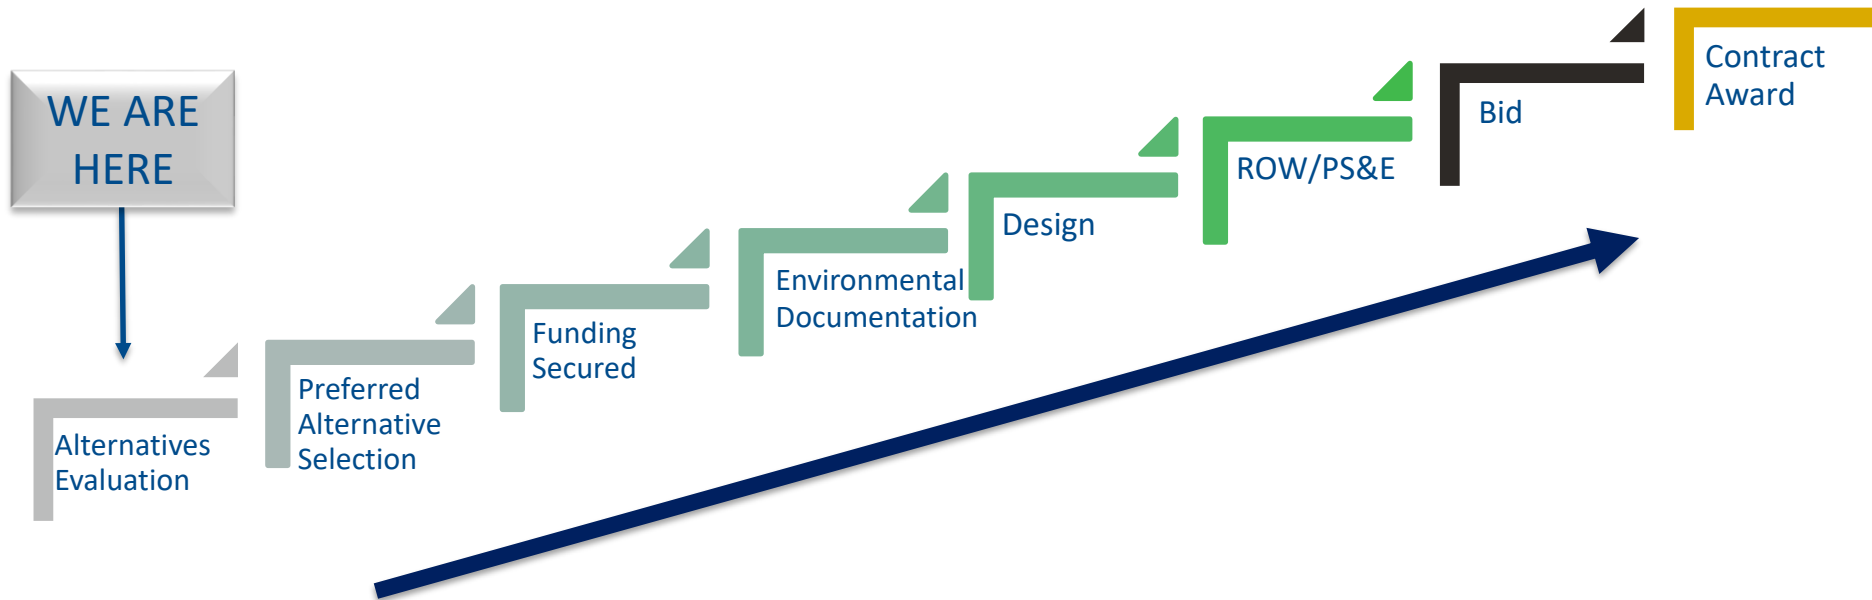 WE ARE
HERE
Alternatives
Evaluation
Preferred
Alternative
Selection
Funding
Secured
Environmental
Documentation
Design
ROW/PS&E
Bid
Contract
Award